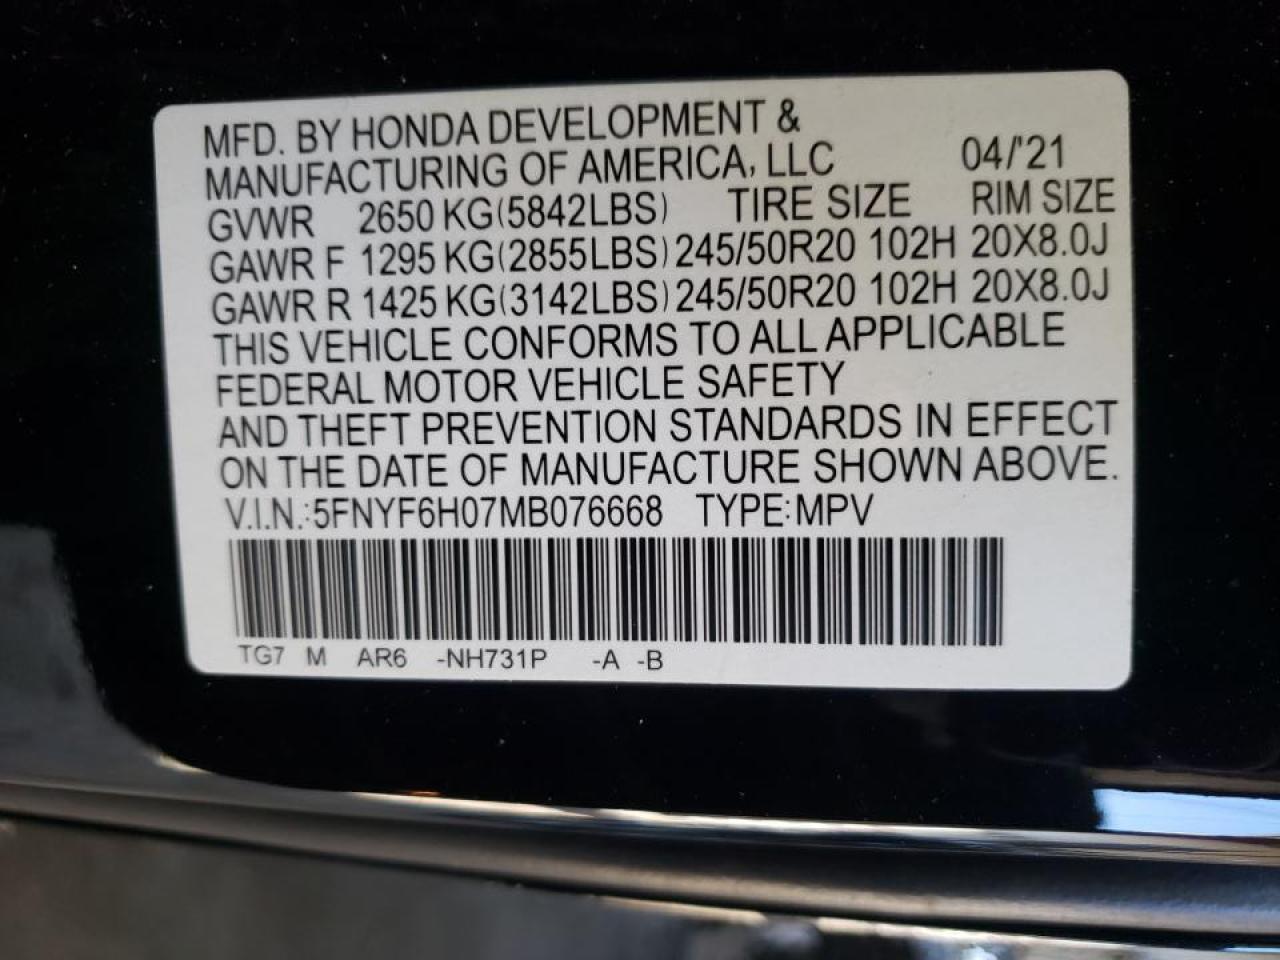 MFD. BY HONDA DEVELOPMENT &
MANUFACTURING OF AMERICA, LLC 04/'21
GVWR 2650 KG(5842LBS) TIRE SIZE RIM SIZE
GAWR F 1295 KG(2855LBS) 245/50R20 102H 20X8.0J
GAWR R 1425 KG(3142LBS) 245/50R20 102H 20X8.0J
THIS VEHICLE CONFORMS TO ALL APPLICABLE
FEDERAL MOTOR VEHICLE SAFETY
AND THEFT PREVENTION STANDARDS IN EFFECT
ON THE DATE OF MANUFACTURE SHOWN ABOVE.
V.I.N.:5FNYF6H07MB076668 TYPE:MPV
TG7 M AR6 -NH731P -A -B